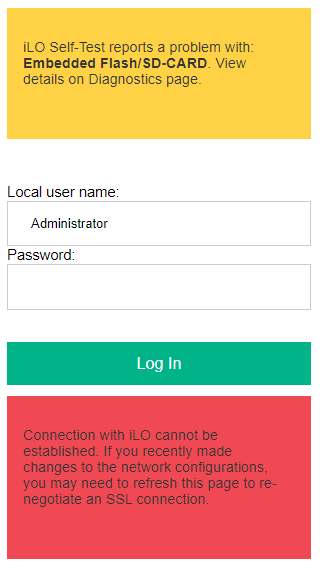 iLO Self-Test reports a problem with:
Embedded Flash/SD-CARD. View
details on Diagnostics page.
Local user name:
Administrator
Password:
Log In
Connection with iLO cannot be
established. If you recently made
changes to the network configurations,
you may need to refresh this page to re-
negotiate an SSL connection.